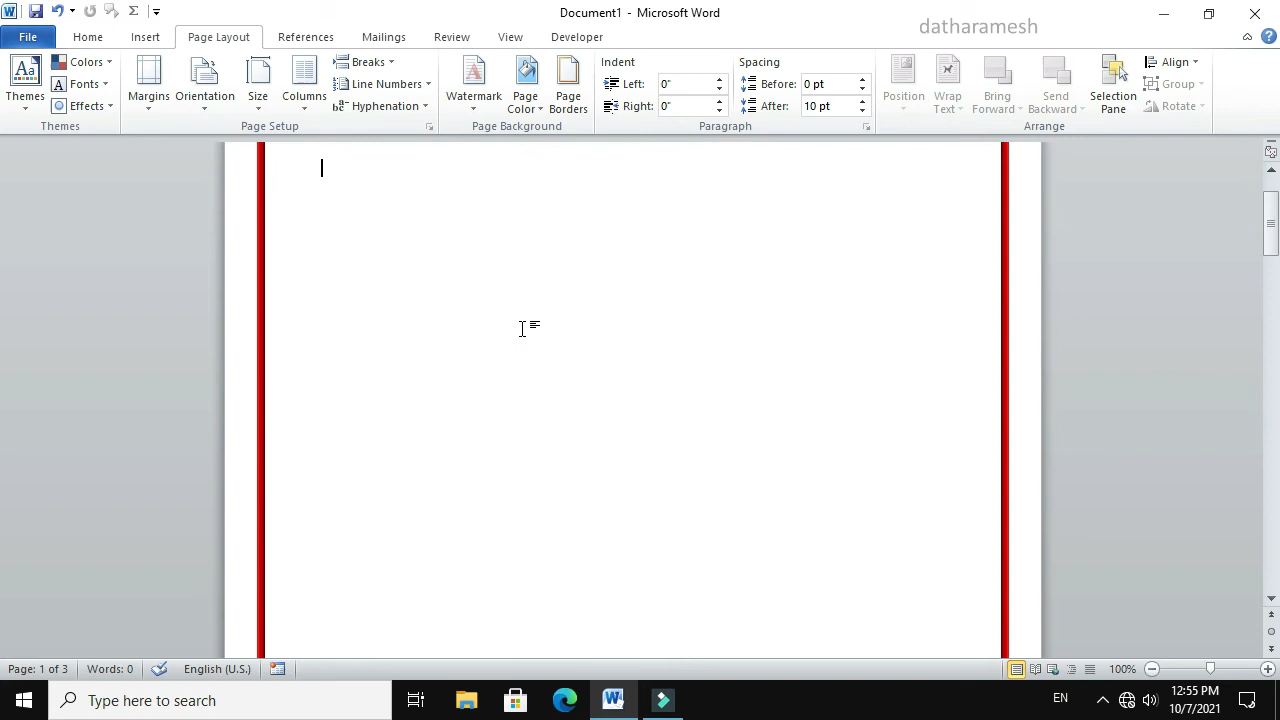 Document1 - Microsoft Word
datharamesh
File Home Insert Page Layout References Mailings Review View Developer
Themes
Colors
Fonts
Effects
Themes
Margins
Orientation
Size
Columns
Breaks
Line Numbers
Hyphenation
Page Setup
Watermark
Page Color
Page Borders
Page Background
Indent
Left: 0"
Right: 0"
Spacing
Before: 0 pt
After: 10 pt
Paragraph
Position
Wrap Text
Bring Forward
Send Backward
Selection Pane
Align
Group
Rotate
Arrange
Page: 1 of 3
Words: 0
English (U.S.)
100%
Type here to search
EN
12:55 PM
10/7/2021